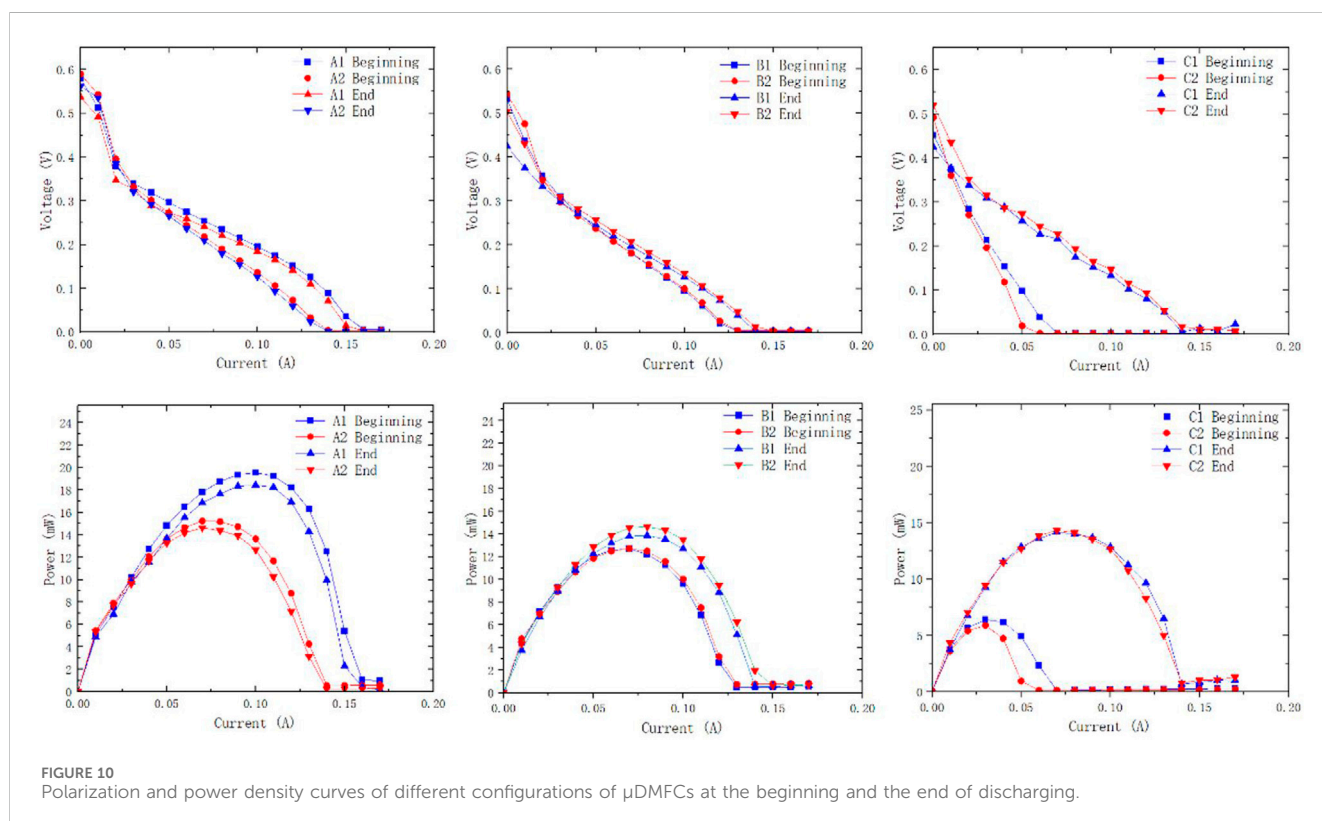 0.6
0.5
0.4
0.3
0.2
0.1
0.0
Voltage (V)
A1 Beginning
A2 Beginning
A1 End
A2 End
0.00 0.05 0.10 0.15 0.20
Current (A)
0.6
0.5
0.4
0.3
0.2
0.1
0.0
Voltage (V)
B1 Beginning
B2 Beginning
B1 End
B2 End
0.00 0.05 0.10 0.15 0.20
Current (A)
0.6
0.5
0.4
0.3
0.2
0.1
0.0
Voltage (V)
C1 Beginning
C2 Beginning
C1 End
C2 End
0.00 0.05 0.10 0.15 0.20
Current (A)
24
22
20
18
16
14
12
10
8
6
4
2
0
Power (mW)
A1 Beginning
A2 Beginning
A1 End
A2 End
0.00 0.05 0.10 0.15 0.20
Current (A)
24
22
20
18
16
14
12
10
8
6
4
2
0
Power (mW)
B1 Beginning
B2 Beginning
B1 End
B2 End
0.00 0.05 0.10 0.15 0.20
Current (A)
25
20
15
10
5
0
Power (mW)
C1 Beginning
C2 Beginning
C1 End
C2 End
0.00 0.05 0.10 0.15 0.20
Current (A)
FIGURE 10
Polarization and power density curves of different configurations of μDMFCs at the beginning and the end of discharging.